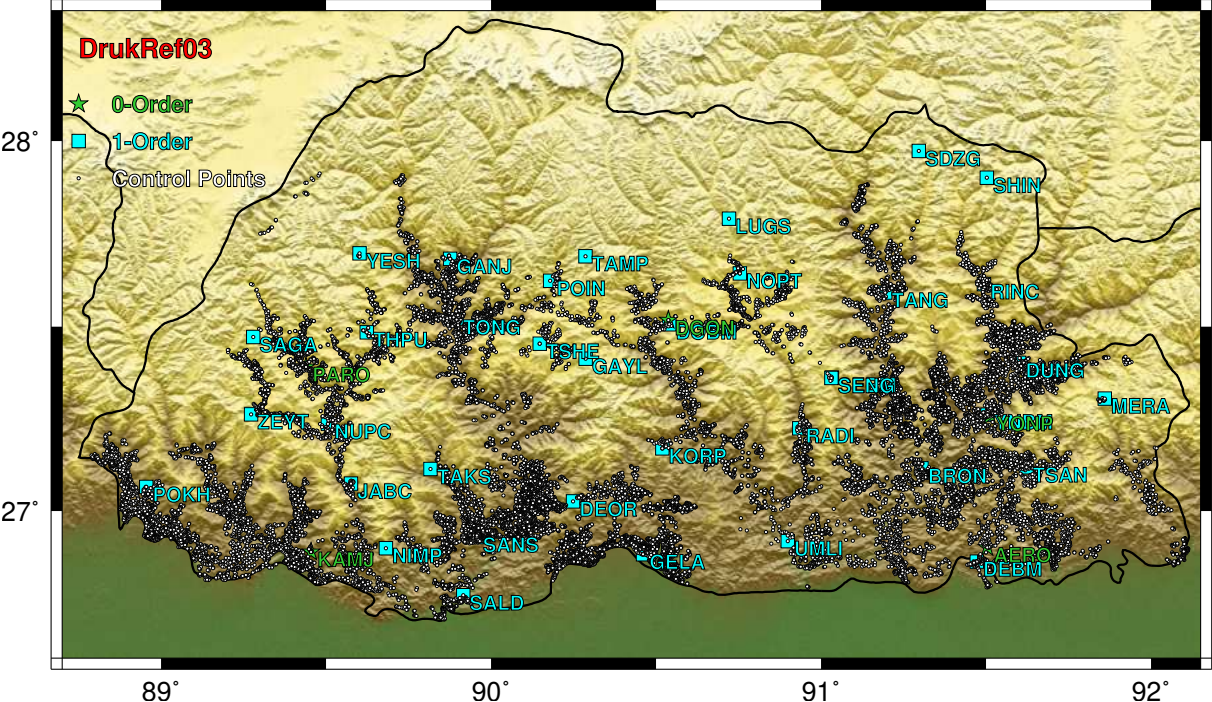 DrukRef03
0-Order
28°
1-Order
SDZG
Control Points
SHIN
LUGS
YESH
GANJ
TAMP
NOPT
POIN
RINC
TANG
TONG
DGON
SAGA
THPU
TSHE
GAYL
PARO
DUNG
SENG
MERA
ZEYT
NUPC
RADI
KORP
TAKS
BRON
TSAN
JABC
POKH
27°
DEOR
SANS
UMLI
KAMJ
NIMP
AERO
GELA
DEBM
SALD
89°
90°
91°
92°